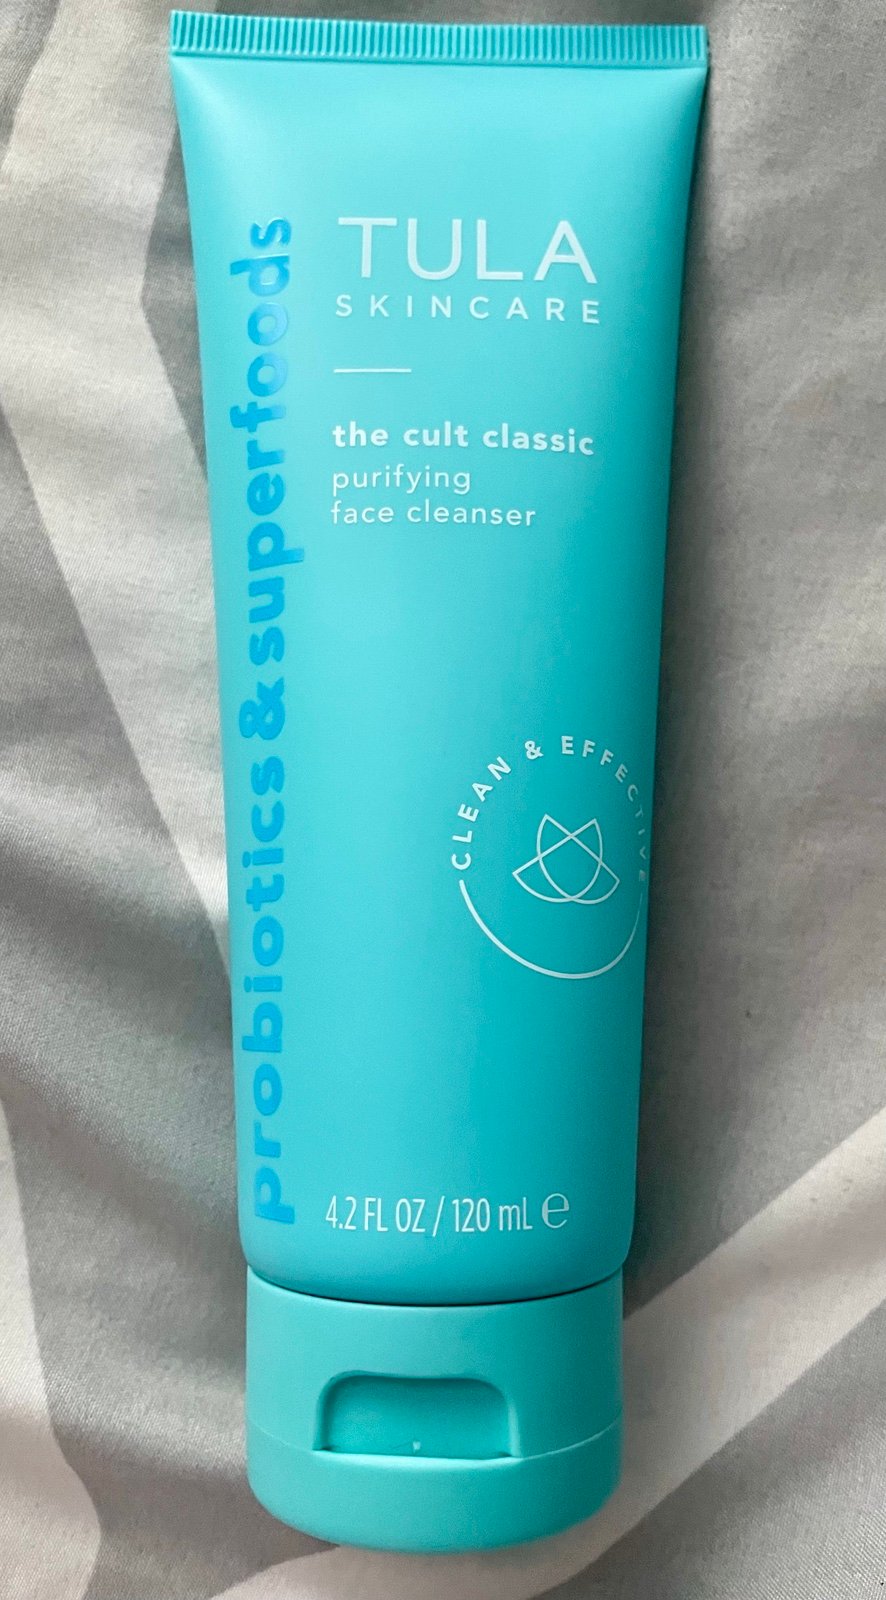 TULA
SKINCARE
the cult classic
purifying
face cleanser
probiotics & superfoods
CLEAN & EFFECTIVE
4.2 FL OZ / 120 mL ℮